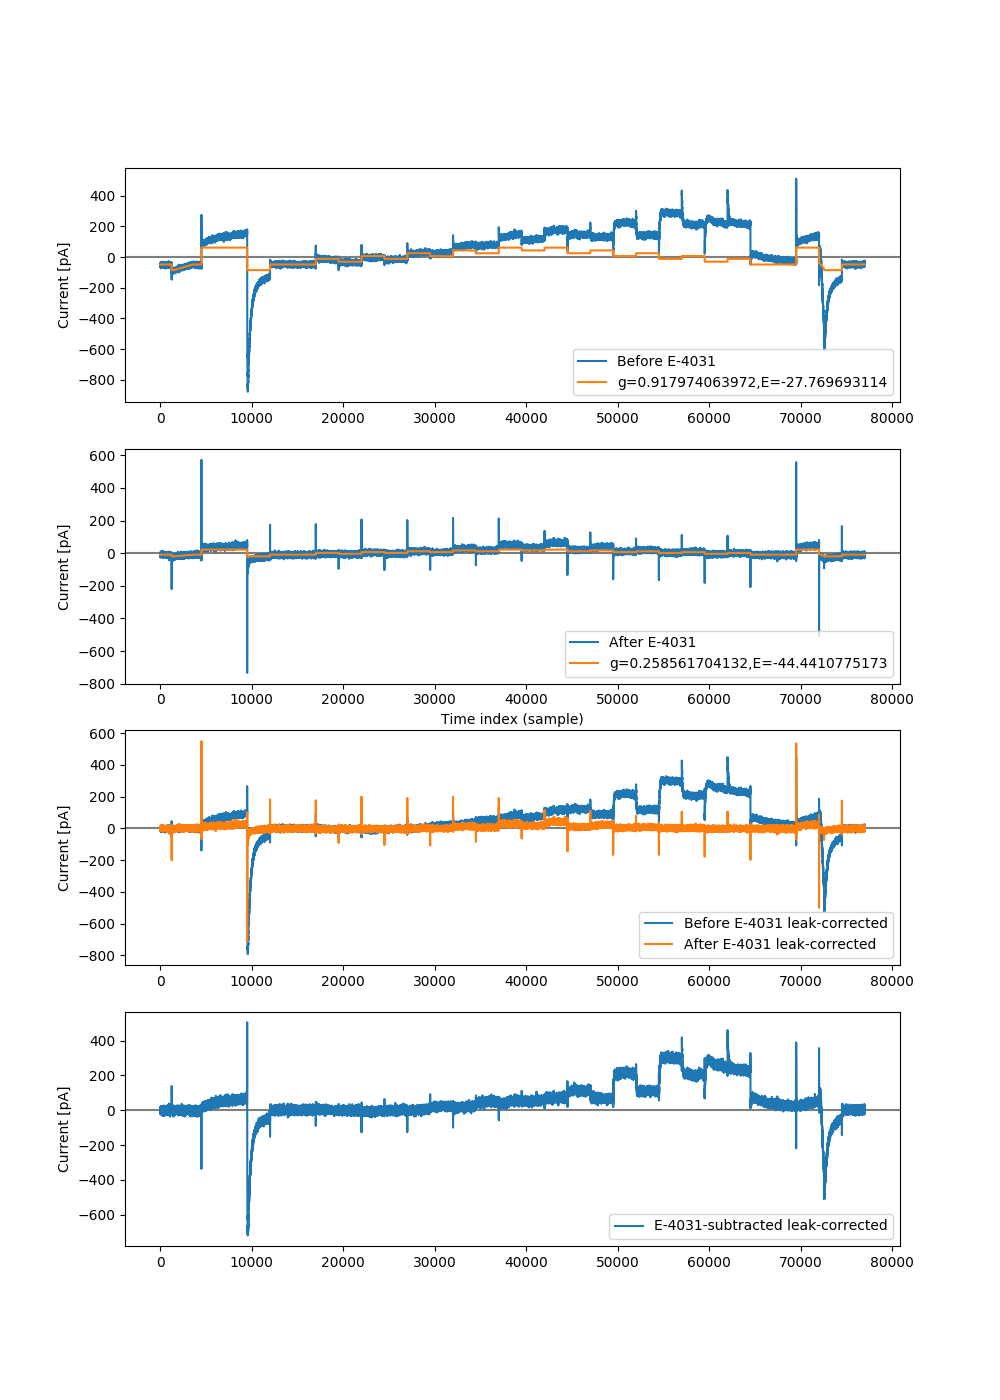 400
200
0
−200
−400
−600
−800
Current [pA]
Before E-4031
g=0.917974063972,E=-27.769693114
0 10000 20000 30000 40000 50000 60000 70000 80000
600
400
200
0
−200
−400
−600
−800
Current [pA]
After E-4031
g=0.258561704132,E=-44.4410775173
0 10000 20000 30000 40000 50000 60000 70000 80000
Time index (sample)
600
400
200
0
−200
−400
−600
−800
Current [pA]
Before E-4031 leak-corrected
After E-4031 leak-corrected
0 10000 20000 30000 40000 50000 60000 70000 80000
400
200
0
−200
−400
−600
Current [pA]
E-4031-subtracted leak-corrected
0 10000 20000 30000 40000 50000 60000 70000 80000